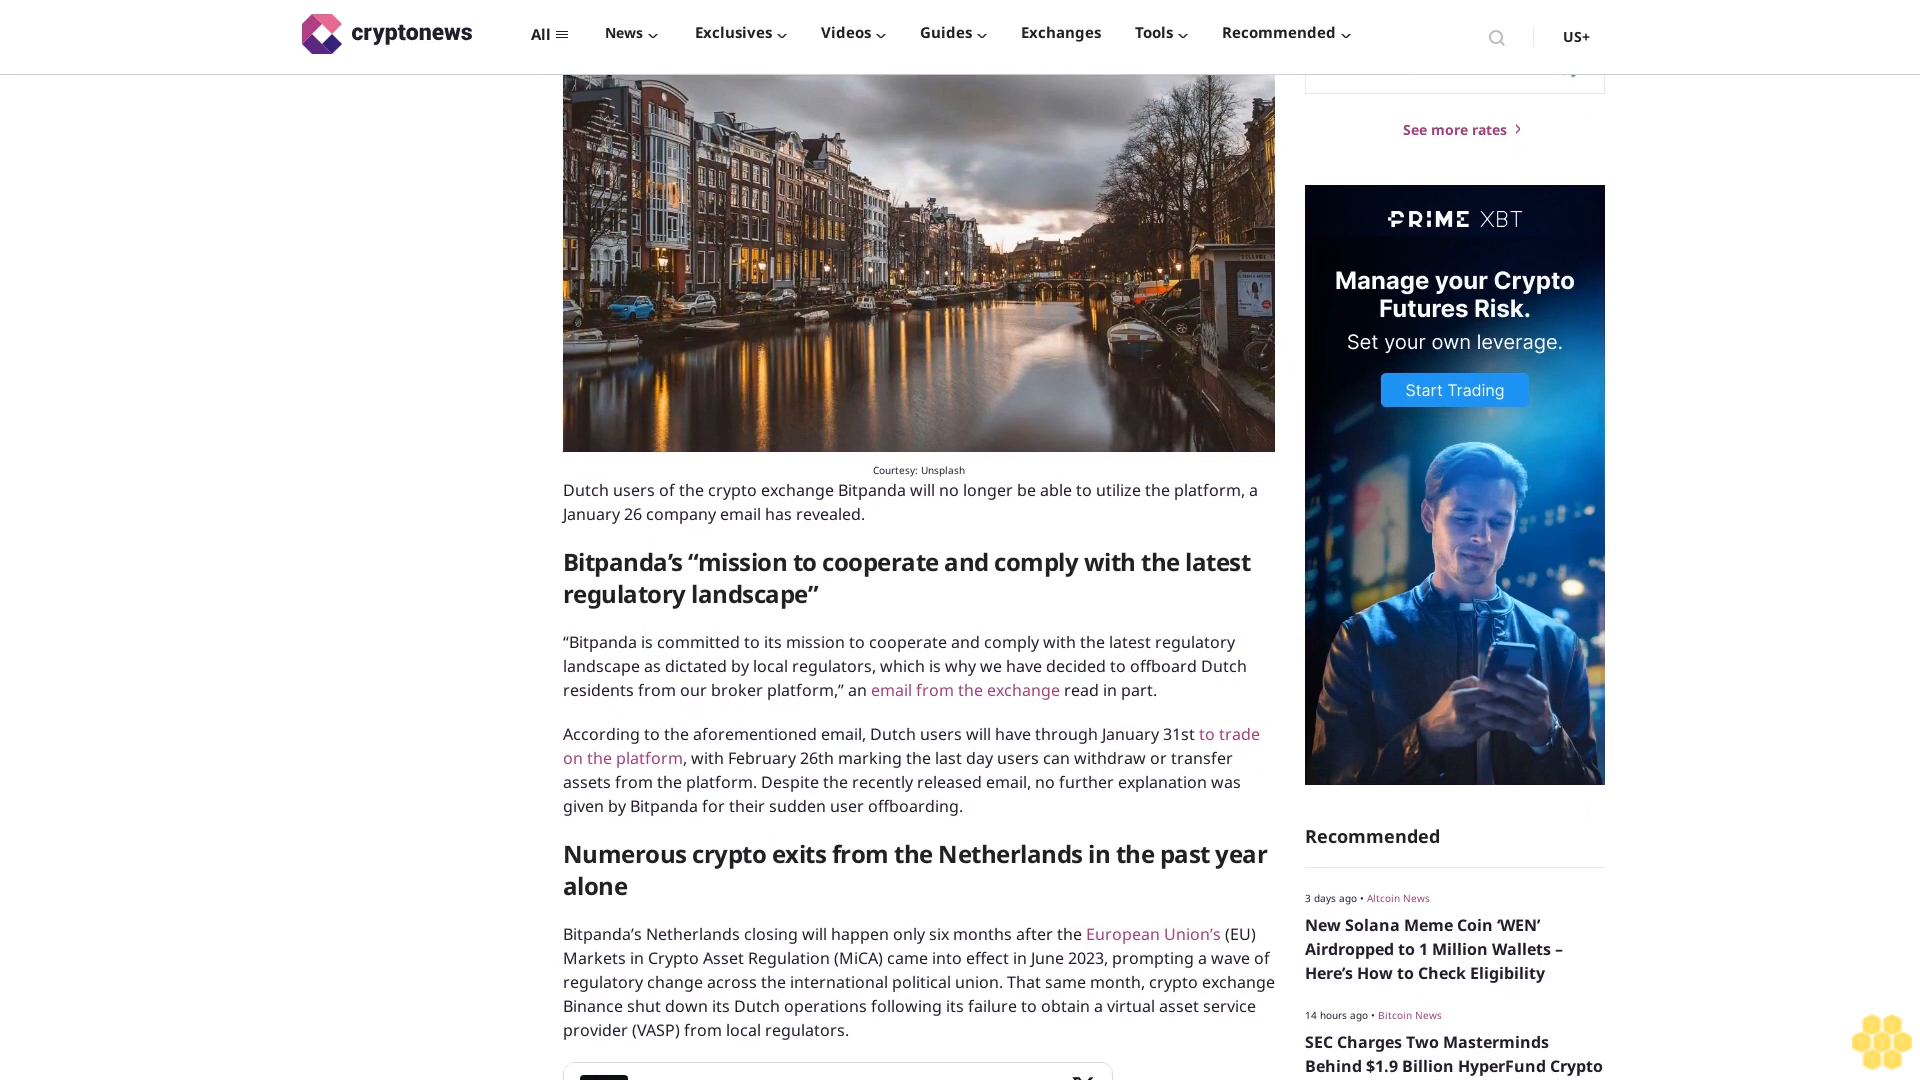 cryptonews
All
News
Exclusives
Videos
Guides
Exchanges
Tools
Recommended
US+
Courtesy: Unsplash
Dutch users of the crypto exchange Bitpanda will no longer be able to utilize the platform, a
January 26 company email has revealed.
Bitpanda’s “mission to cooperate and comply with the latest
regulatory landscape”
“Bitpanda is committed to its mission to cooperate and comply with the latest regulatory
landscape as dictated by local regulators, which is why we have decided to offboard Dutch
residents from our broker platform,” an email from the exchange read in part.
According to the aforementioned email, Dutch users will have through January 31st to trade
on the platform, with February 26th marking the last day users can withdraw or transfer
assets from the platform. Despite the recently released email, no further explanation was
given by Bitpanda for their sudden user offboarding.
Numerous crypto exits from the Netherlands in the past year
alone
Bitpanda’s Netherlands closing will happen only six months after the European Union’s (EU)
Markets in Crypto Asset Regulation (MiCA) came into effect in June 2023, prompting a wave of
regulatory change across the international political union. That same month, crypto exchange
Binance shut down its Dutch operations following its failure to obtain a virtual asset service
provider (VASP) from local regulators.
See more rates
PRIME XBT
Manage your Crypto
Futures Risk.
Set your own leverage.
Start Trading
Recommended
3 days ago • Altcoin News
New Solana Meme Coin ‘WEN’
Airdropped to 1 Million Wallets –
Here’s How to Check Eligibility
14 hours ago • Bitcoin News
SEC Charges Two Masterminds
Behind $1.9 Billion HyperFund Crypto